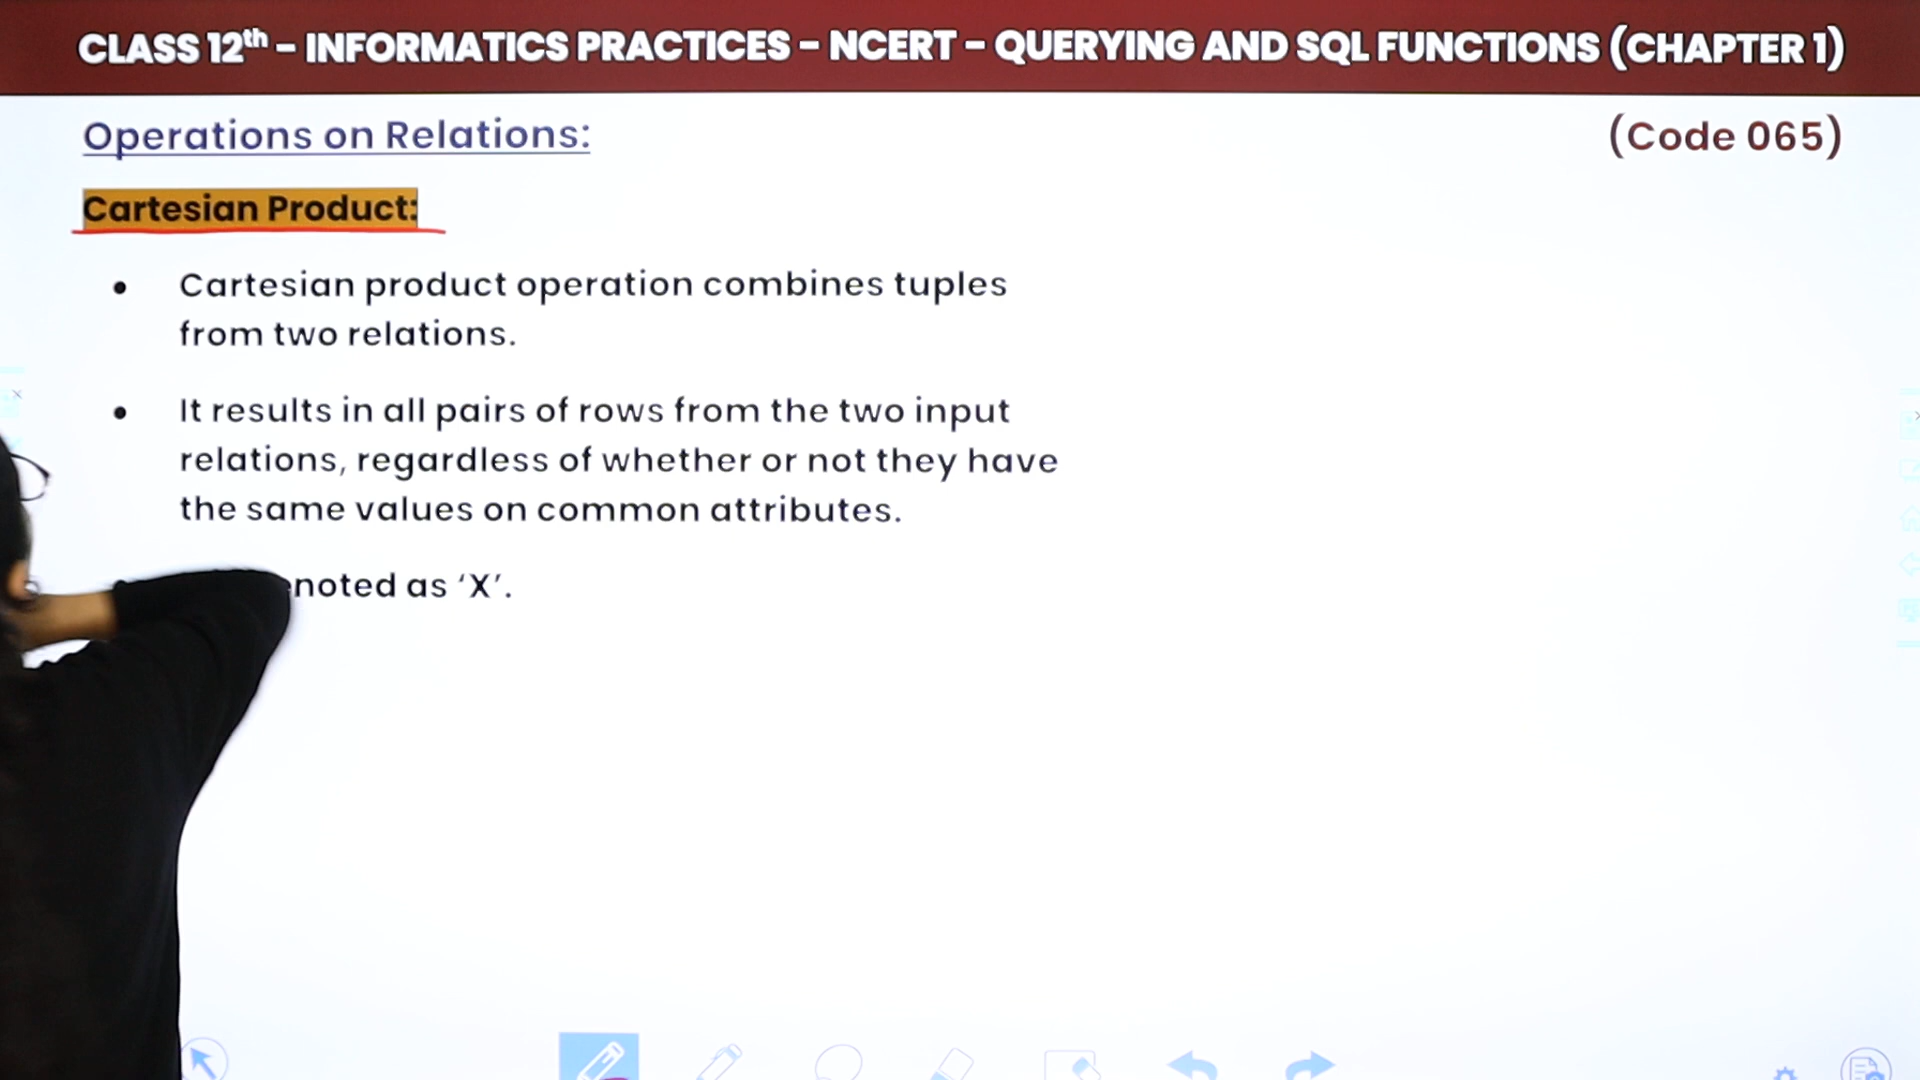 CLASS 12th – INFORMATICS PRACTICES – NCERT – QUERYING AND SQL FUNCTIONS (CHAPTER 1)
Operations on Relations:
(Code 065)
Cartesian Product:
• Cartesian product operation combines tuples
from two relations.
• It results in all pairs of rows from the two input
relations, regardless of whether or not they have
the same values on common attributes.
noted as ‘X’.